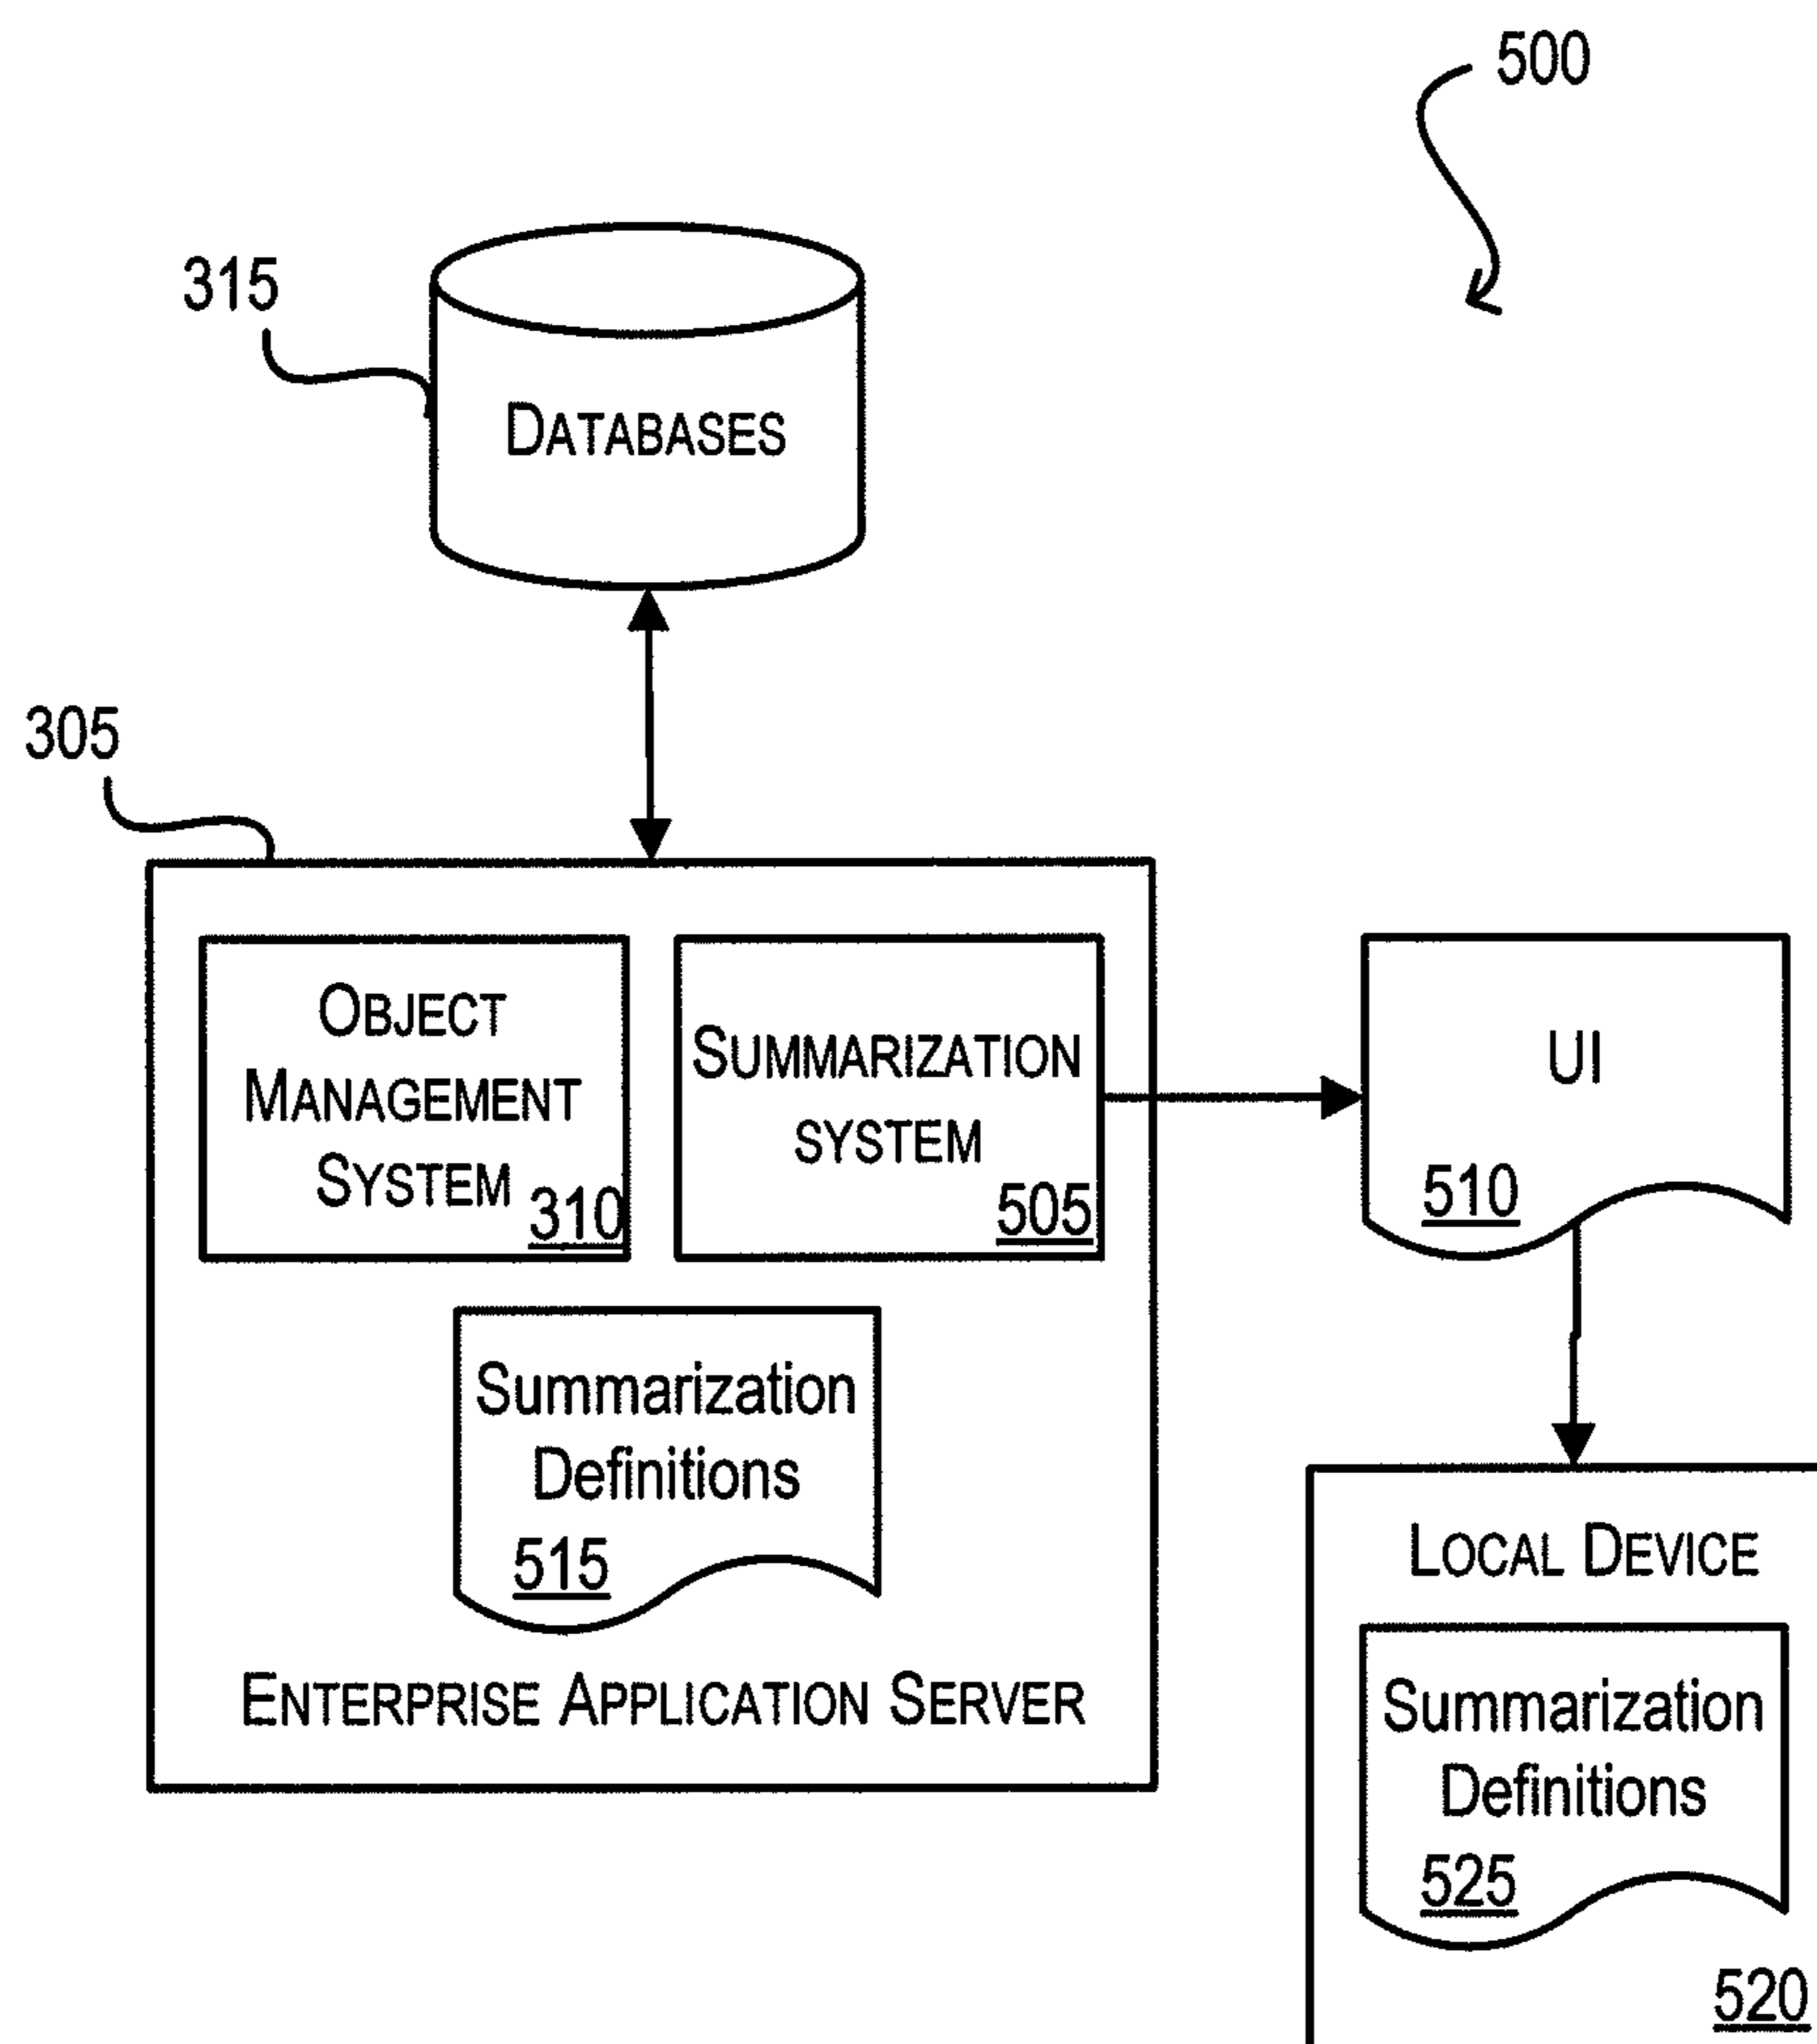 500
315
DATABASES
305
OBJECT
MANAGEMENT
SYSTEM
310
SUMMARIZATION
SYSTEM
505
UI
510
Summarization
Definitions
515
ENTERPRISE APPLICATION SERVER
LOCAL DEVICE
Summarization
Definitions
525
520